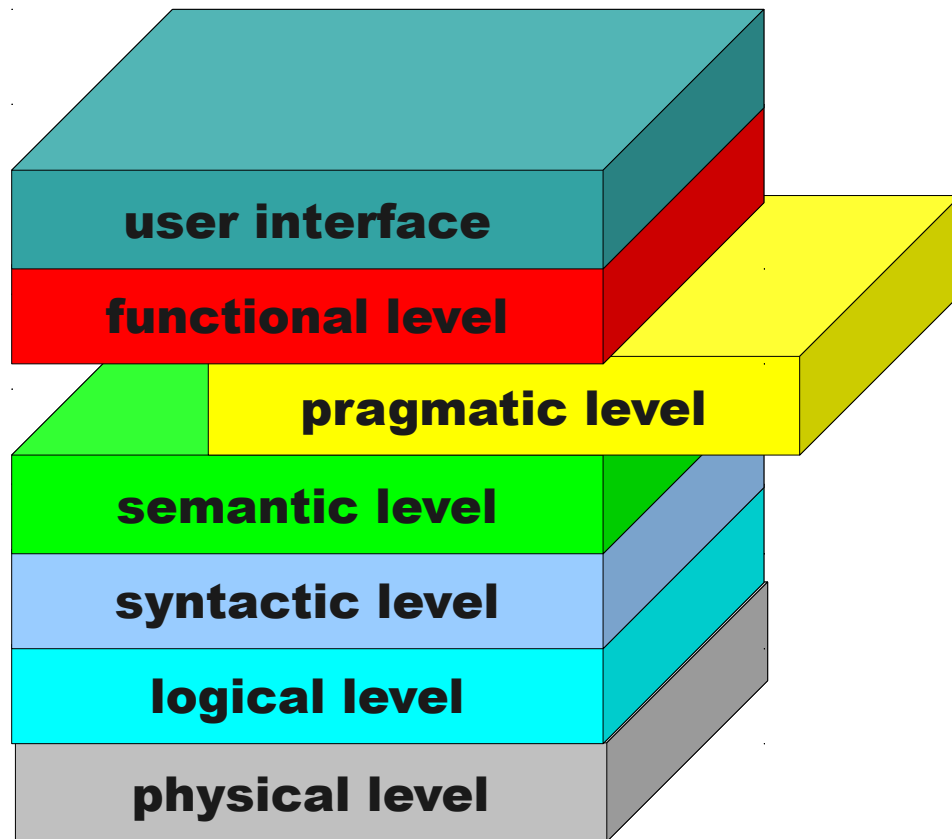 user interface
functional level
pragmatic level
semantic level
syntactic level
logical level
physical level